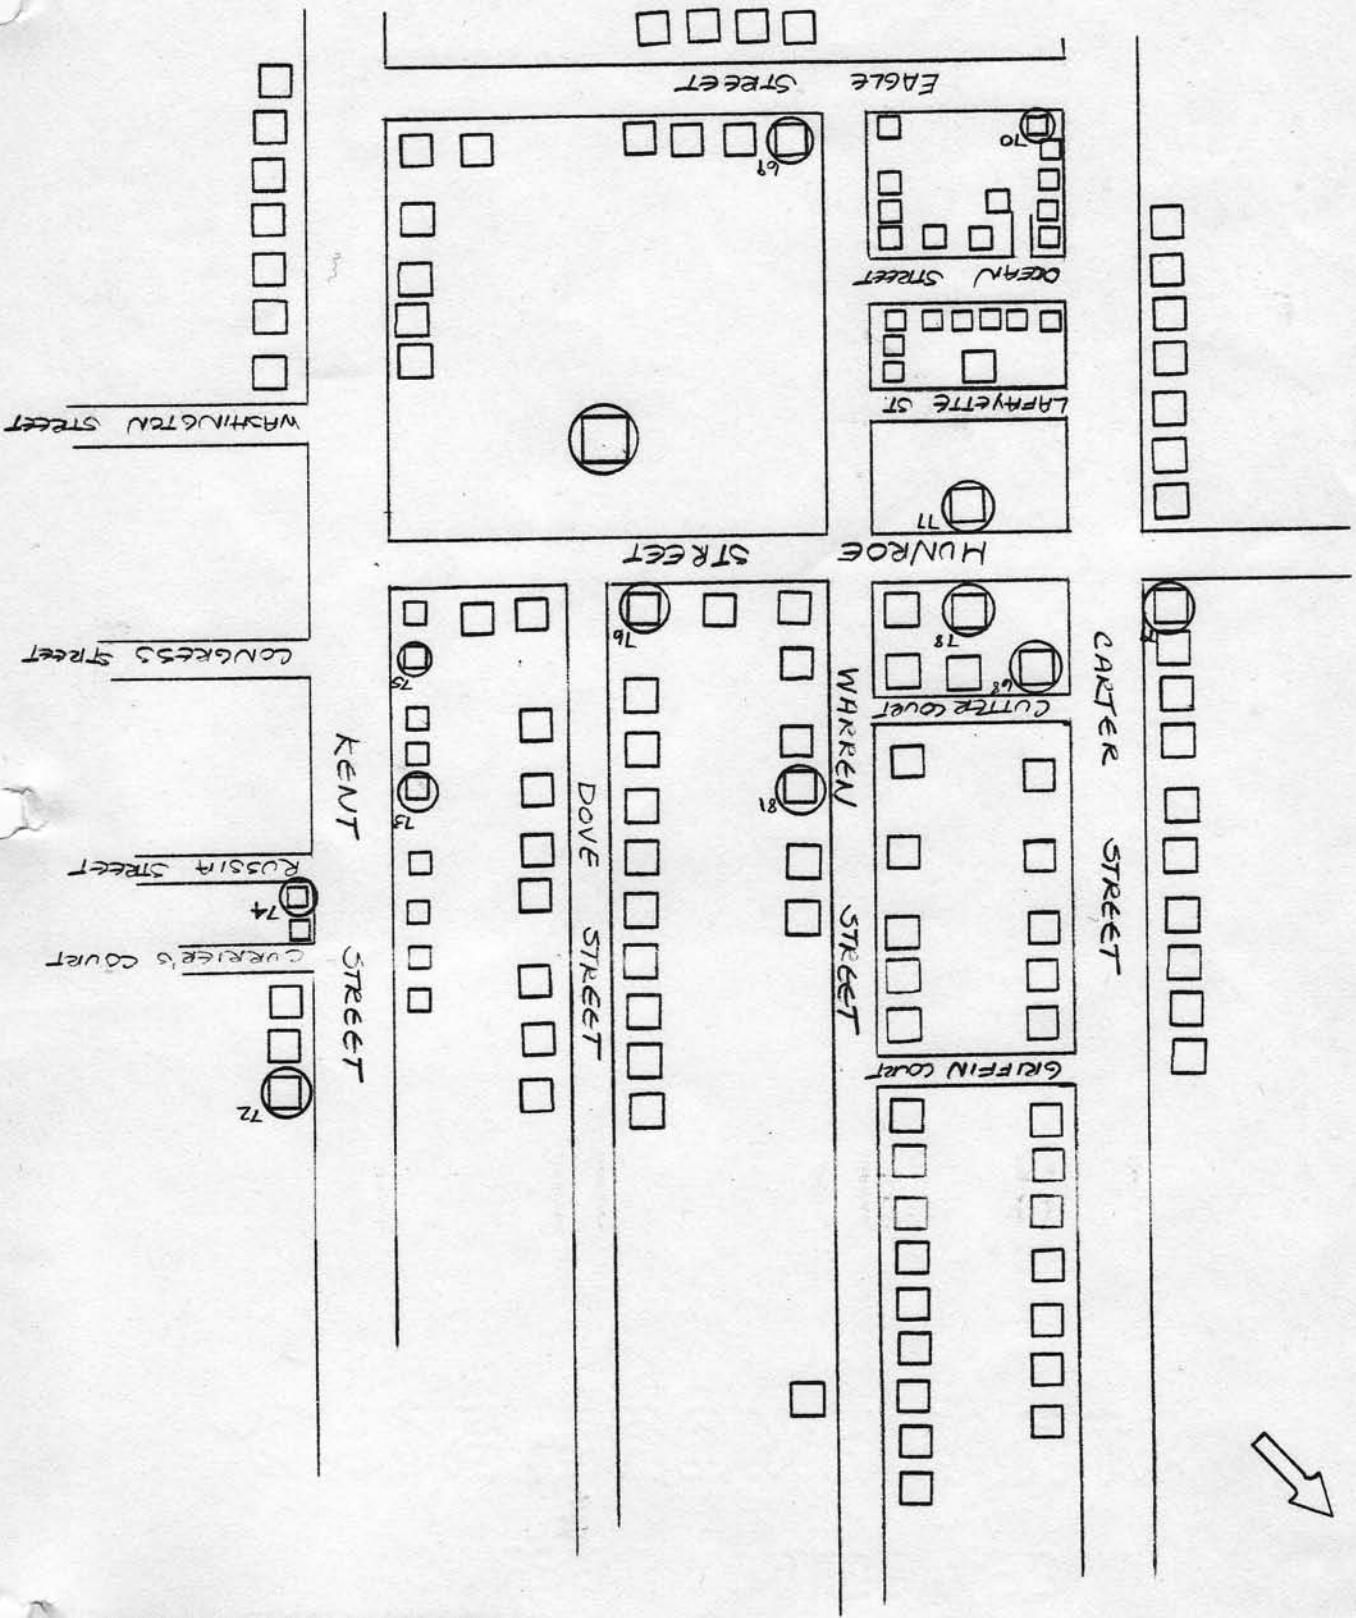 EAGLE STREET
70
69
OCEAN STREET
LAFAYETTE ST.
WASHINGTON STREET
77
MUNROE STREET
76
78
68
75
CONGRESS STREET
CUTTER COURT
CARTER STREET
WARREN STREET
KENT STREET
DOVE STREET
81
73
RUSSIA STREET
74
CURRIER'S COURT
GRIFFIN COURT
72